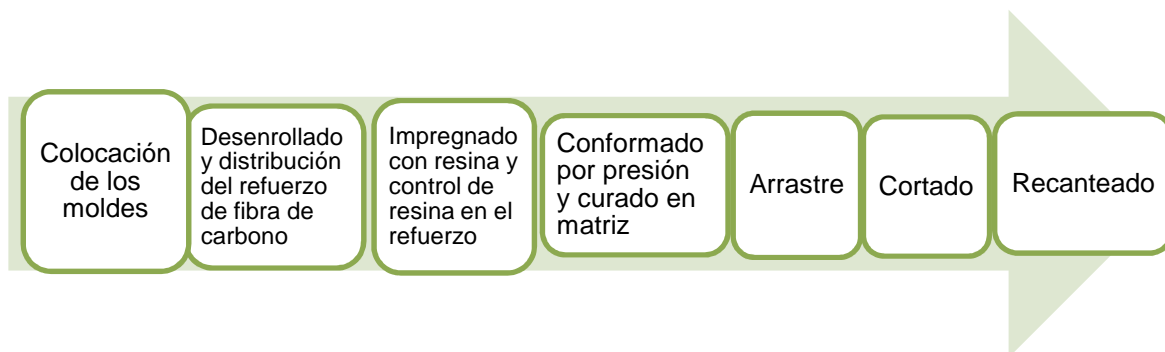 Colocación
de los
moldes
Desenrollado
y distribución
del refuerzo
de fibra de
carbono
Impregnado
con resina y
control de
resina en el
refuerzo
Conformado
por presión
y curado en
matriz
Arrastre
Cortado
Recanteado